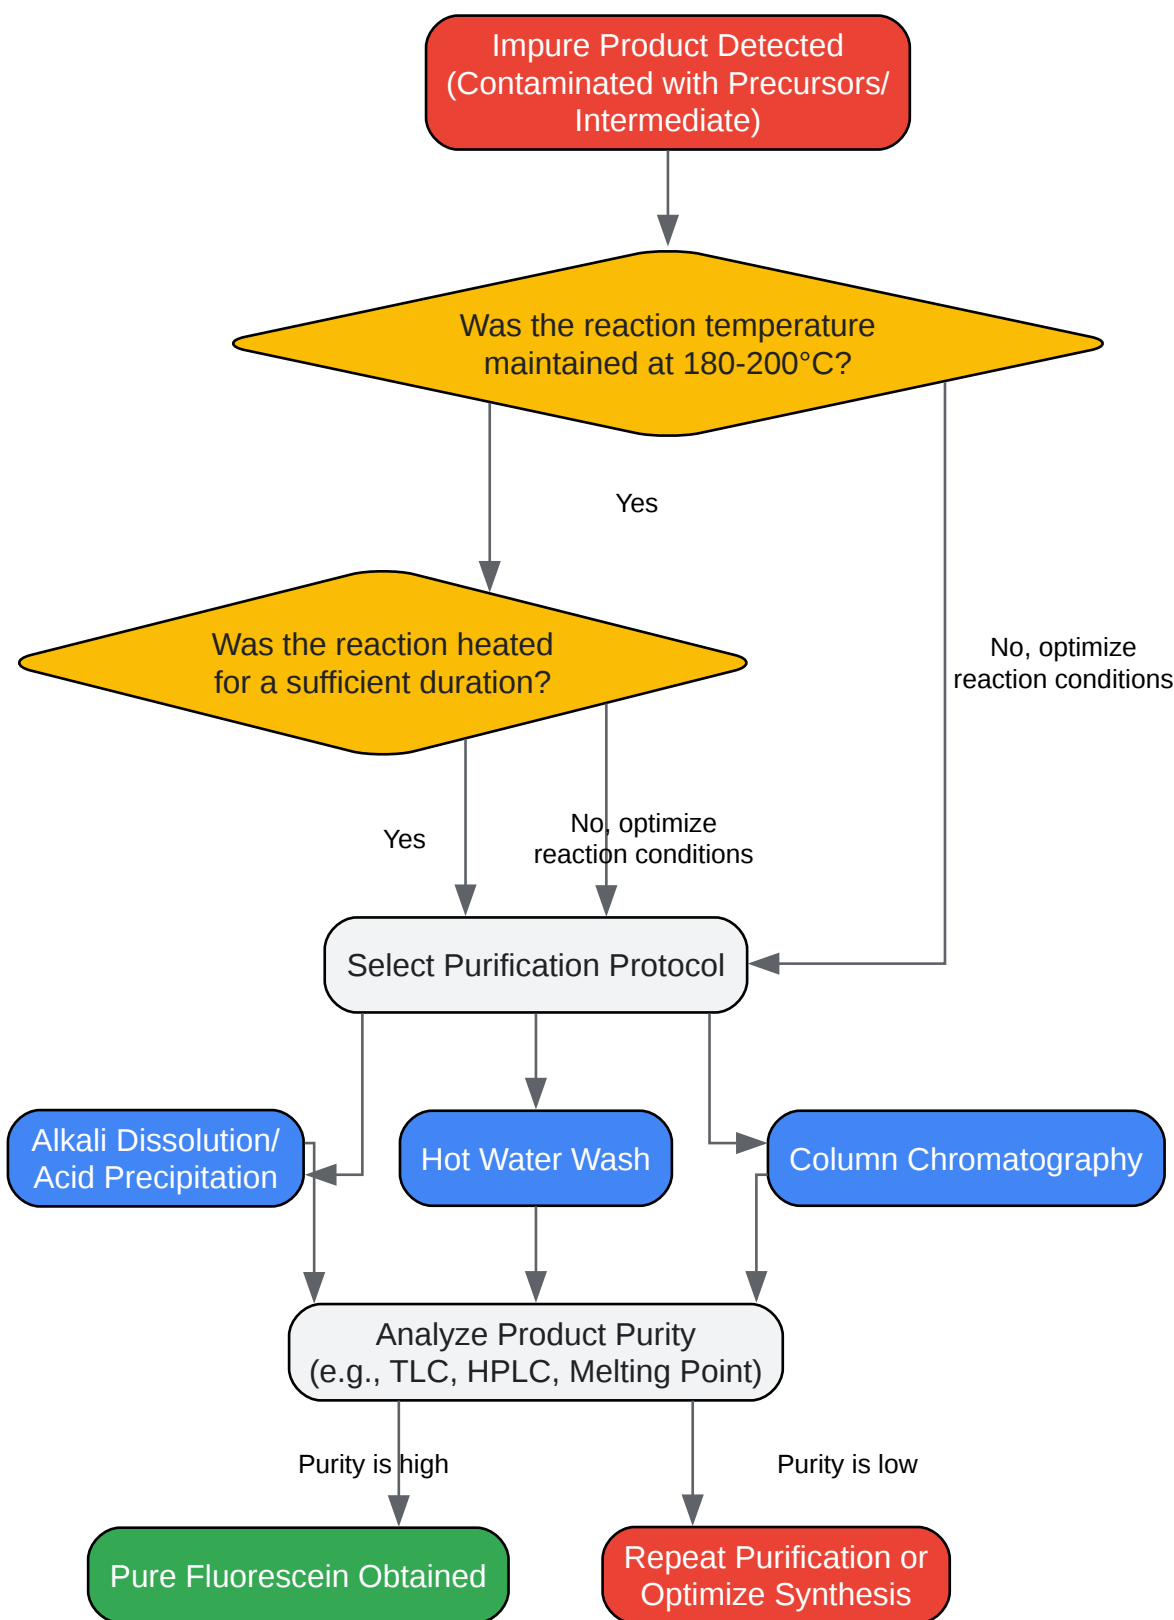 Impure Product Detected
(Contaminated with Precursors/
Intermediate)
Was the reaction temperature
maintained at 180-200°C?
Yes
Was the reaction heated
for a sufficient duration?
No, optimize
reaction conditions
Yes
No, optimize
reaction conditions
Select Purification Protocol
Alkali Dissolution/
Acid Precipitation
Hot Water Wash
Column Chromatography
Analyze Product Purity
(e.g., TLC, HPLC, Melting Point)
Purity is high
Purity is low
Pure Fluorescein Obtained
Repeat Purification or
Optimize Synthesis